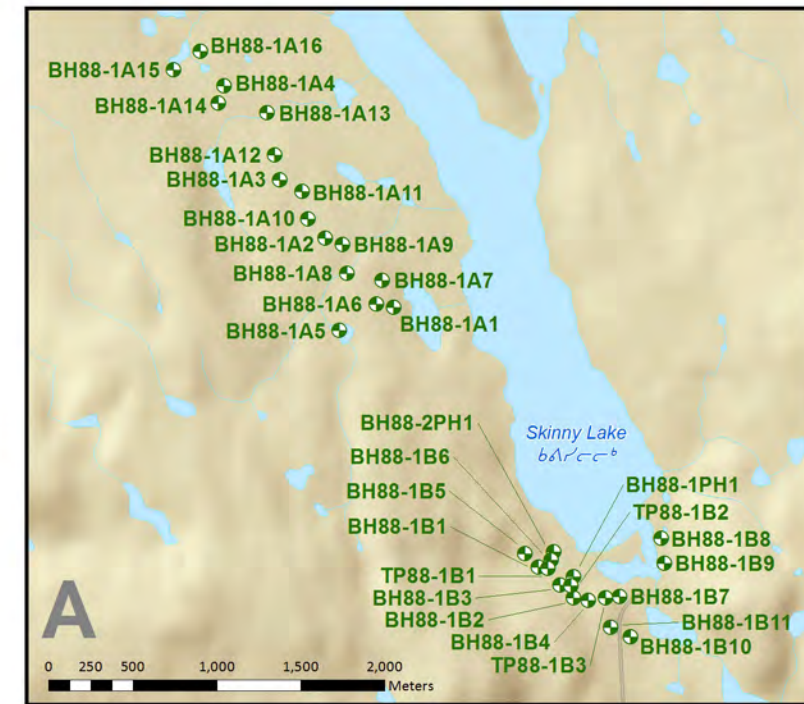 BH88-1A16
BH88-1A15
BH88-1A4
BH88-1A14
BH88-1A13
BH88-1A12
BH88-1A3
BH88-1A11
BH88-1A10
BH88-1A2
BH88-1A9
BH88-1A8
BH88-1A7
BH88-1A6
BH88-1A1
BH88-1A5
BH88-2PH1
Skinny Lake
ᑲᐱᓯᓕᓕᒃ
BH88-1B6
BH88-1PH1
BH88-1B5
TP88-1B2
BH88-1B1
BH88-1B8
BH88-1B9
TP88-1B1
BH88-1B3
BH88-1B7
BH88-1B2
BH88-1B11
BH88-1B4
BH88-1B10
TP88-1B3
A
0 250 500 1,000 1,500 2,000
Meters